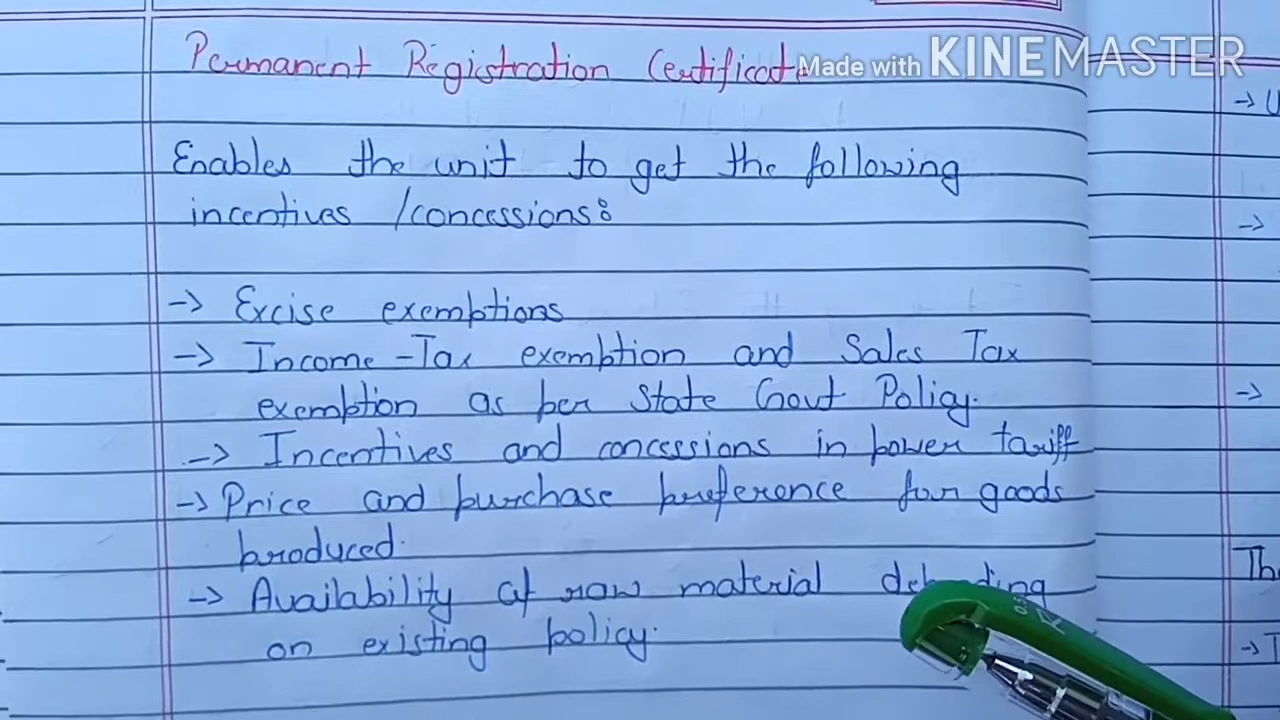 Permanent Registration Certificate
Made with KINEMASTER
Enables the unit to get the following
incentives /concessions:
-> Excise exemptions
-> Income-Tax exemption and Sales Tax
exemption as per State Govt Policy.
-> Incentives and concessions in power tariff
-> Price and purchase preference for goods
produced.
-> Availability of raw material depending
on existing policy.
-> U
->
->
Th
-> T